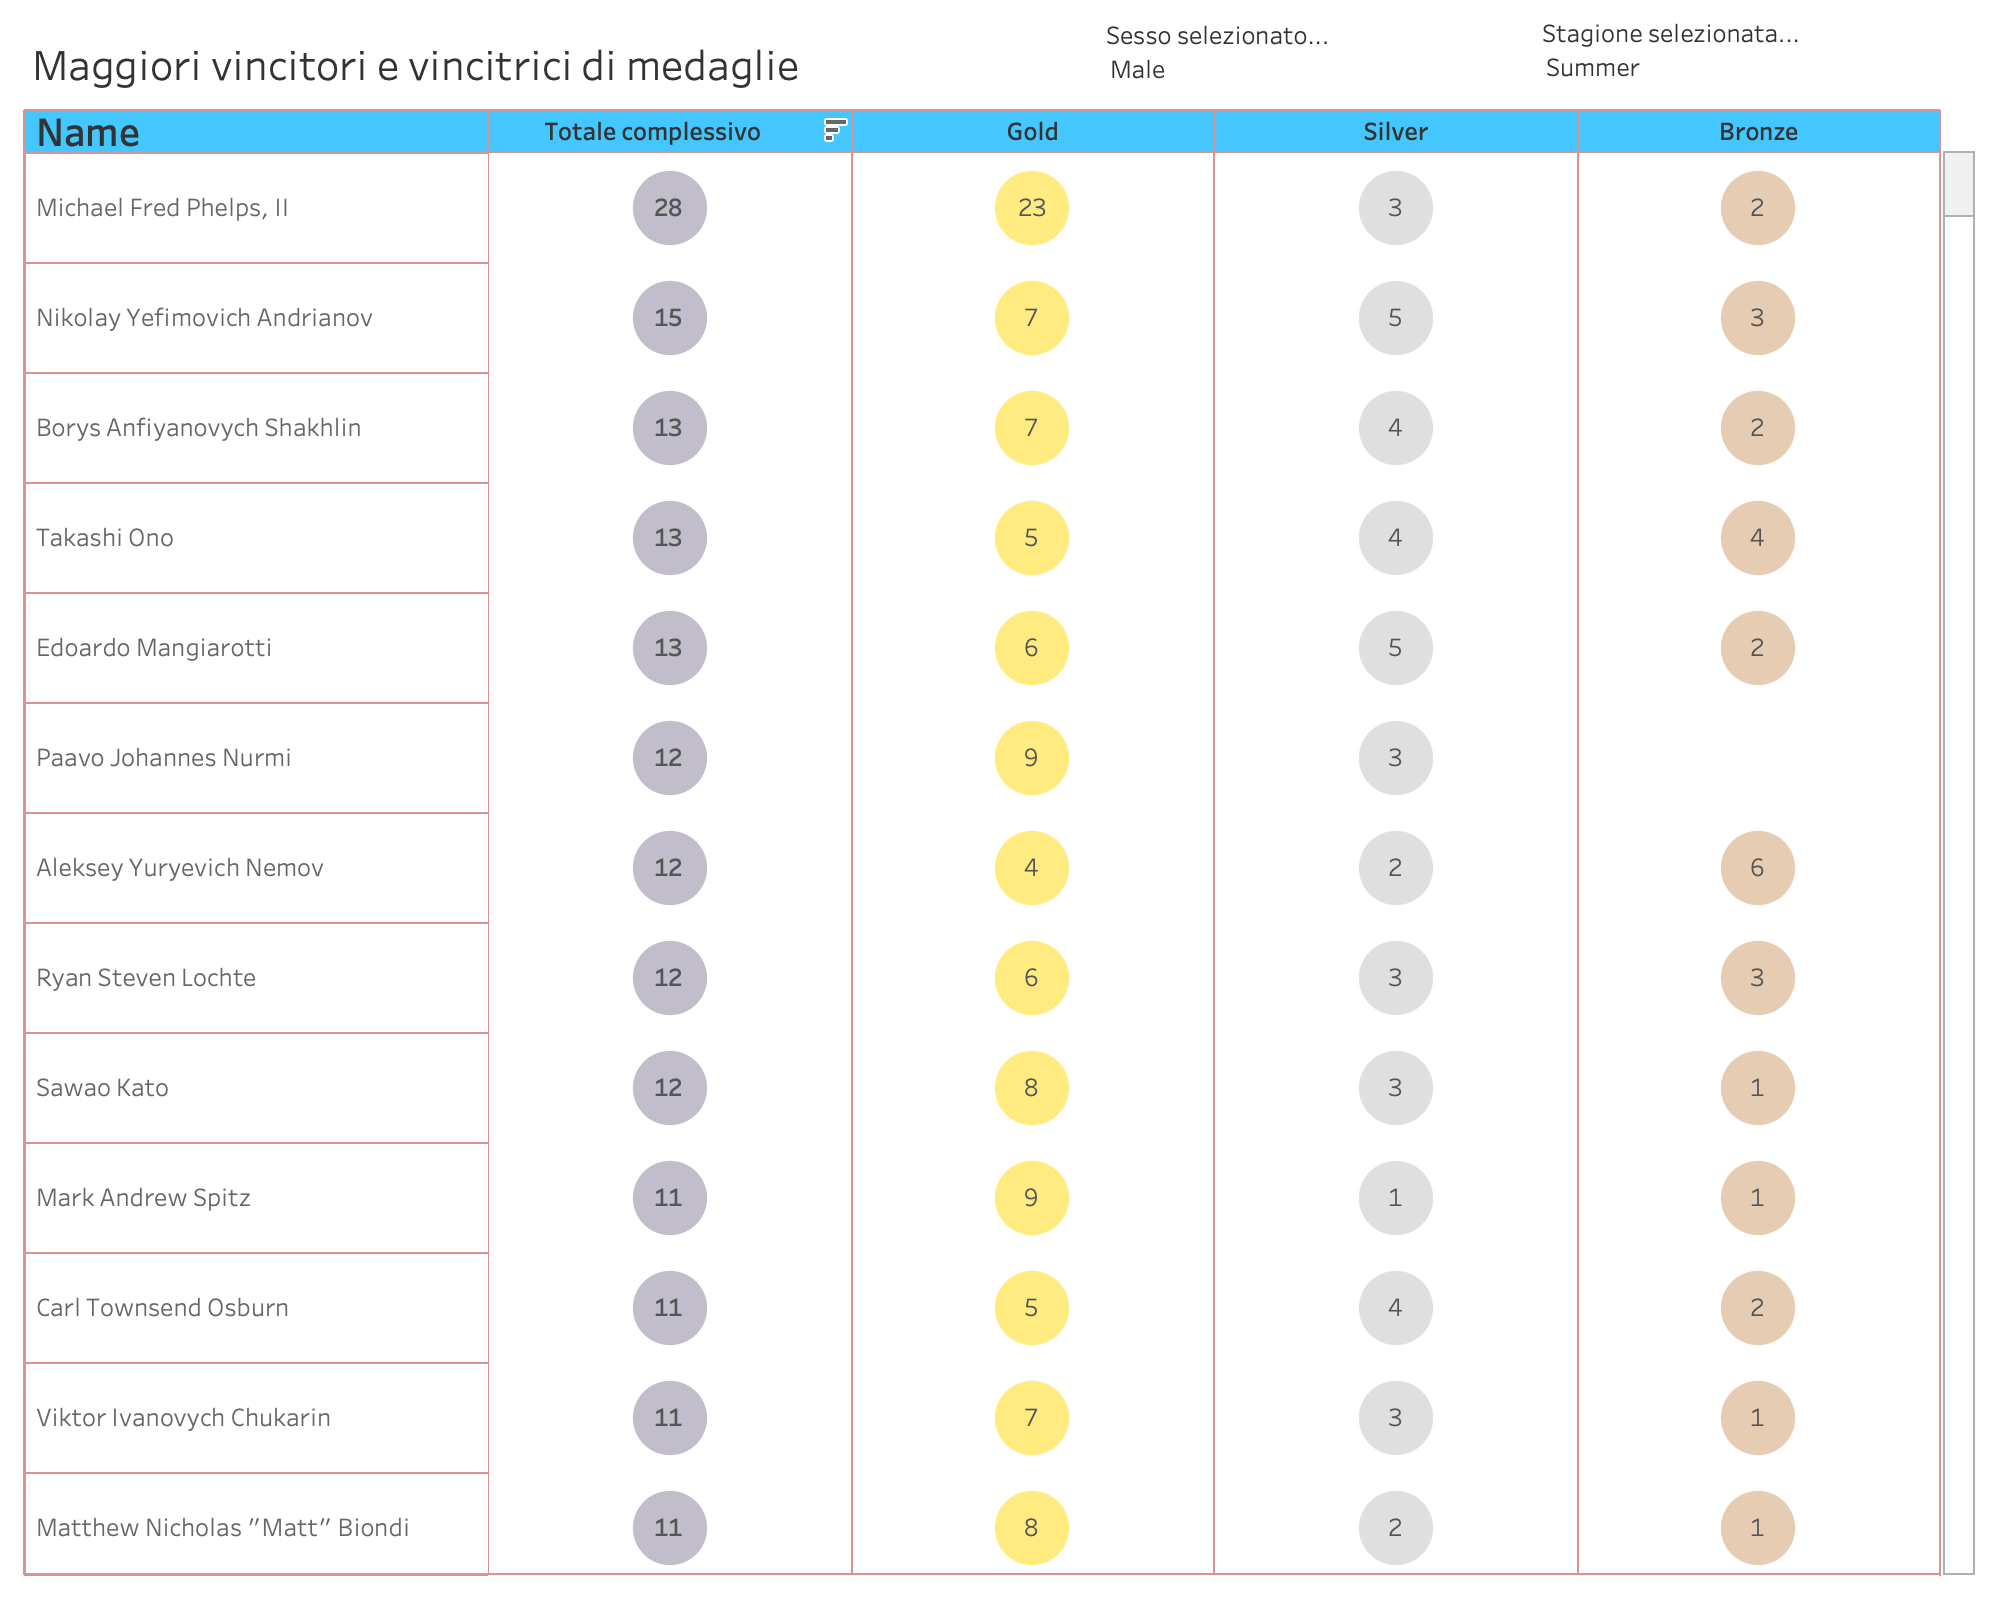 Maggiori vincitori e vincitrici di medaglie
Sesso selezionato...
Male
Stagione selezionata...
Summer
Name Totale complessivo Gold Silver Bronze
Michael Fred Phelps, II 28 23 3 2
Nikolay Yefimovich Andrianov 15 7 5 3
Borys Anfiyanovych Shakhlin 13 7 4 2
Takashi Ono 13 5 4 4
Edoardo Mangiarotti 13 6 5 2
Paavo Johannes Nurmi 12 9 3
Aleksey Yuryevich Nemov 12 4 2 6
Ryan Steven Lochte 12 6 3 3
Sawao Kato 12 8 3 1
Mark Andrew Spitz 11 9 1 1
Carl Townsend Osburn 11 5 4 2
Viktor Ivanovych Chukarin 11 7 3 1
Matthew Nicholas "Matt" Biondi 11 8 2 1